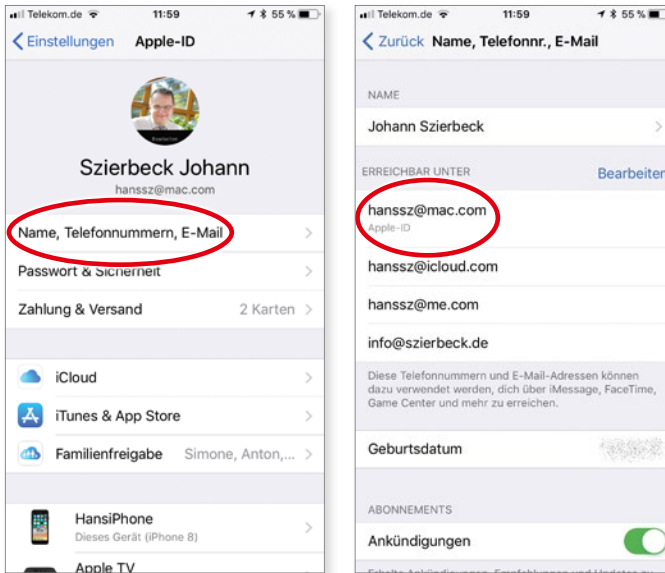 Telekom.de 11:59 55 %
Einstellungen Apple-ID
Szierbeck Johann
hanssz@mac.com
Name, Telefonnummern, E-Mail
Passwort & Sicherheit
Zahlung & Versand 2 Karten
iCloud
iTunes & App Store
Familienfreigabe Simone, Anton,...
HansiPhone
Dieses Gerät (iPhone 8)
Apple TV
Telekom.de 11:59 55 %
Zurück Name, Telefonnr., E-Mail
NAME
Johann Szierbeck
ERREICHBAR UNTER Bearbeiten
hanssz@mac.com
Apple-ID
hanssz@icloud.com
hanssz@me.com
info@szierbeck.de
Diese Telefonnummern und E-Mail-Adressen können
dazu verwendet werden, dich über iMessage, FaceTime,
Game Center und mehr zu erreichen.
Geburtsdatum
ABONNEMENTS
Ankündigungen